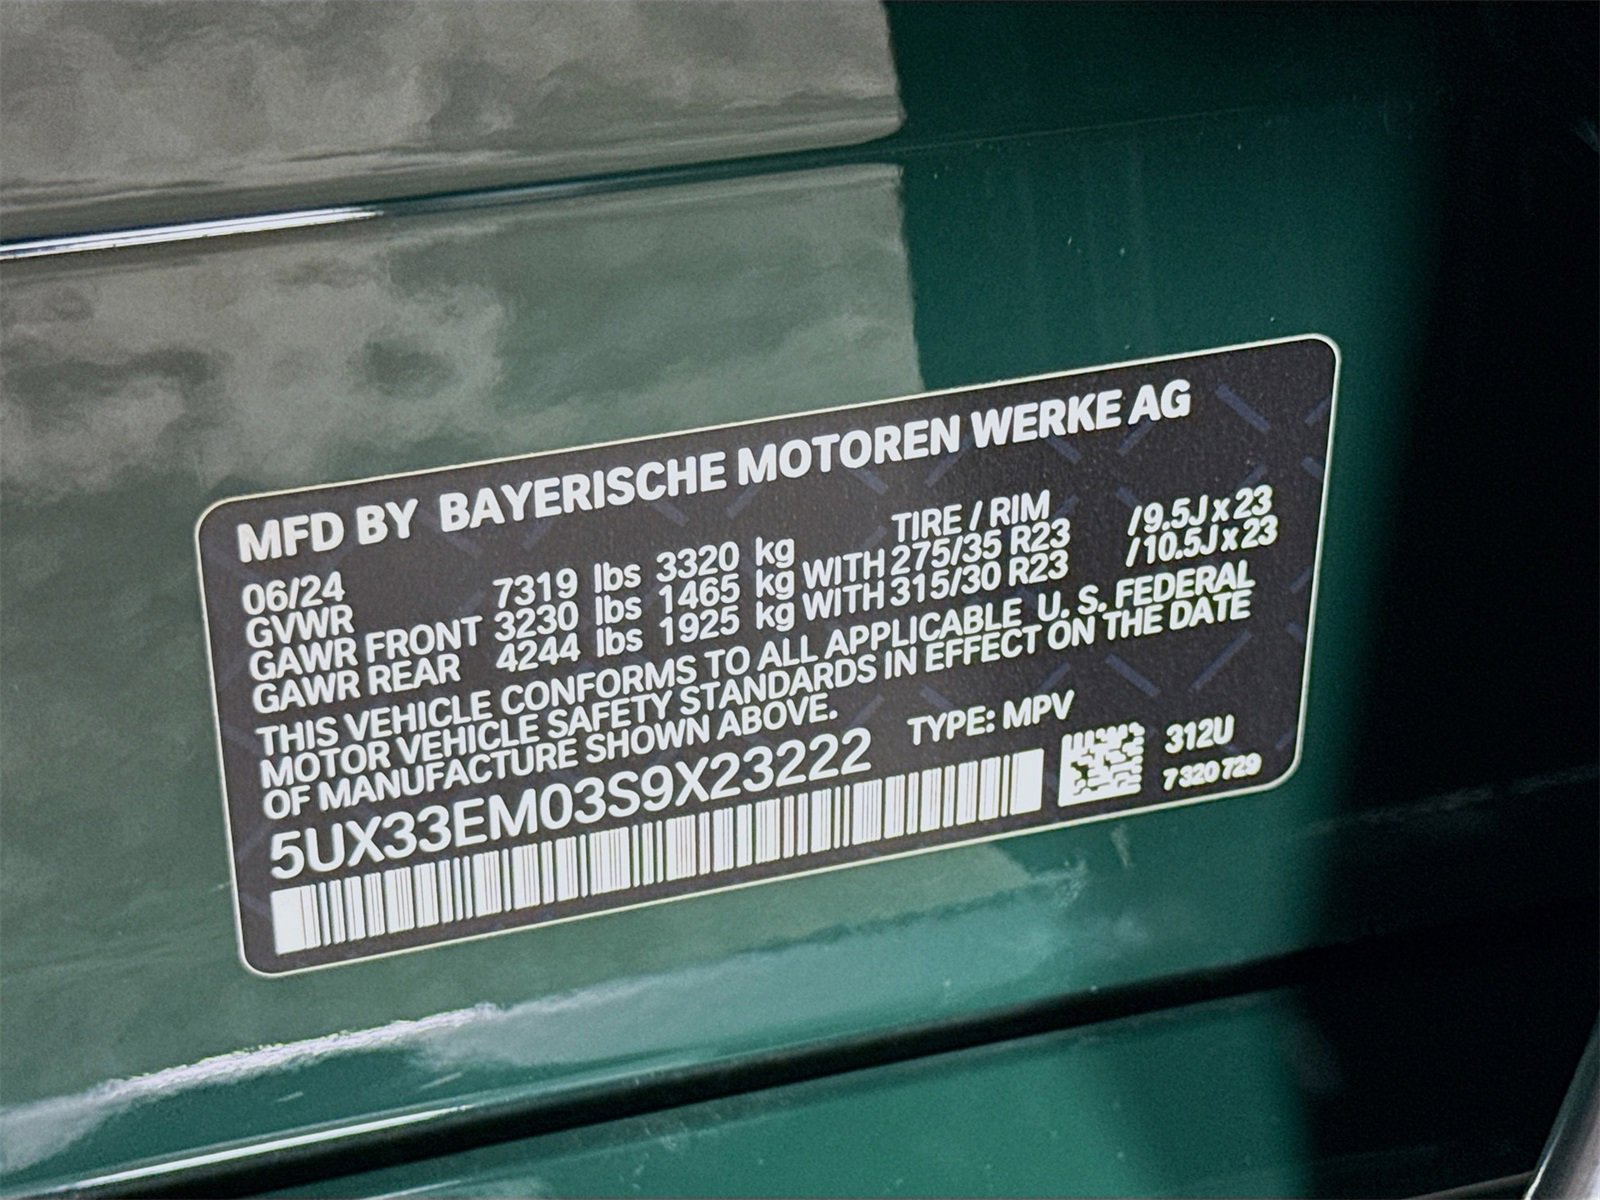 MFD BY BAYERISCHE MOTOREN WERKE AG
06/24 TIRE / RIM
GVWR 7319 lbs 3320 kg
GAWR FRONT 3230 lbs 1465 kg WITH 275/35 R23 /9.5J x 23
GAWR REAR 4244 lbs 1925 kg WITH 315/30 R23 /10.5J x 23
THIS VEHICLE CONFORMS TO ALL APPLICABLE U. S. FEDERAL
MOTOR VEHICLE SAFETY STANDARDS IN EFFECT ON THE DATE
OF MANUFACTURE SHOWN ABOVE.
5UX33EM03S9X23222 TYPE: MPV
312U
7 320 729